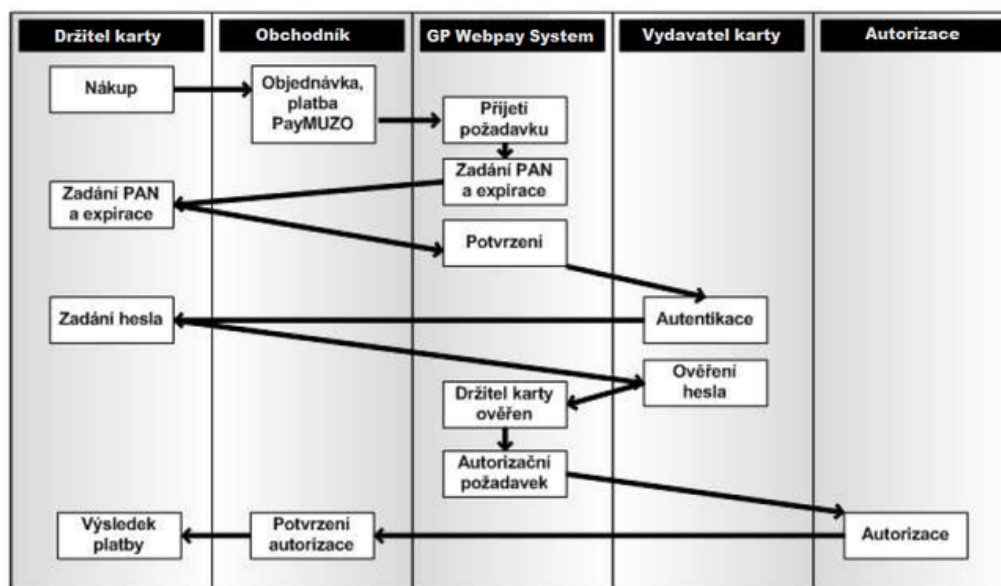 Držitel karty
Obchodník
GP Webpay System
Vydavatel karty
Autorizace
Nákup
Objednávka,
platba
PayMUZO
Přijetí
požadavku
Zadání PAN
a expirace
Zadání PAN
a expirace
Potvrzení
Zadání hesla
Autentikace
Ověření
hesla
Držitel karty
ověřen
Autorizační
požadavek
Výsledek
platby
Potvrzení
autorizace
Autorizace